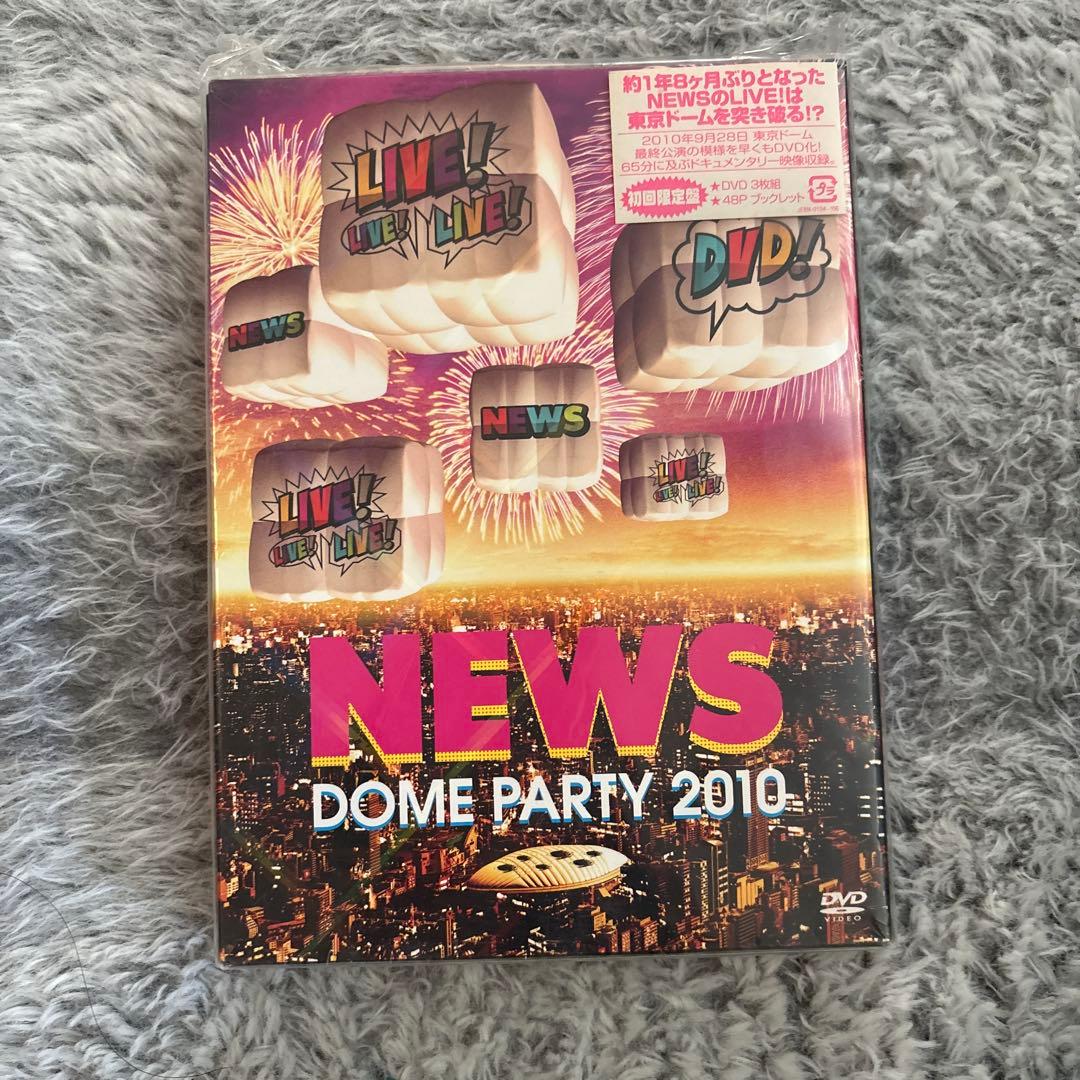 約1年8ヶ月ぶりとなった
NEWSのLIVE!は
東京ドームを突き破る!?
2010年9月28日 東京ドーム
最終公演の模様を早くもDVD化!
65分に及ぶドキュメンタリー映像収録。
初回限定盤
★DVD 3枚組
★48P ブックレット
プラ
LIVE!
LIVE! LIVE!
DVD!
NEWS
NEWS
LIVE!
LIVE! LIVE!
LIVE!
LIVE! LIVE!
NEWS
DOME PARTY 2010
DVD
VIDEO